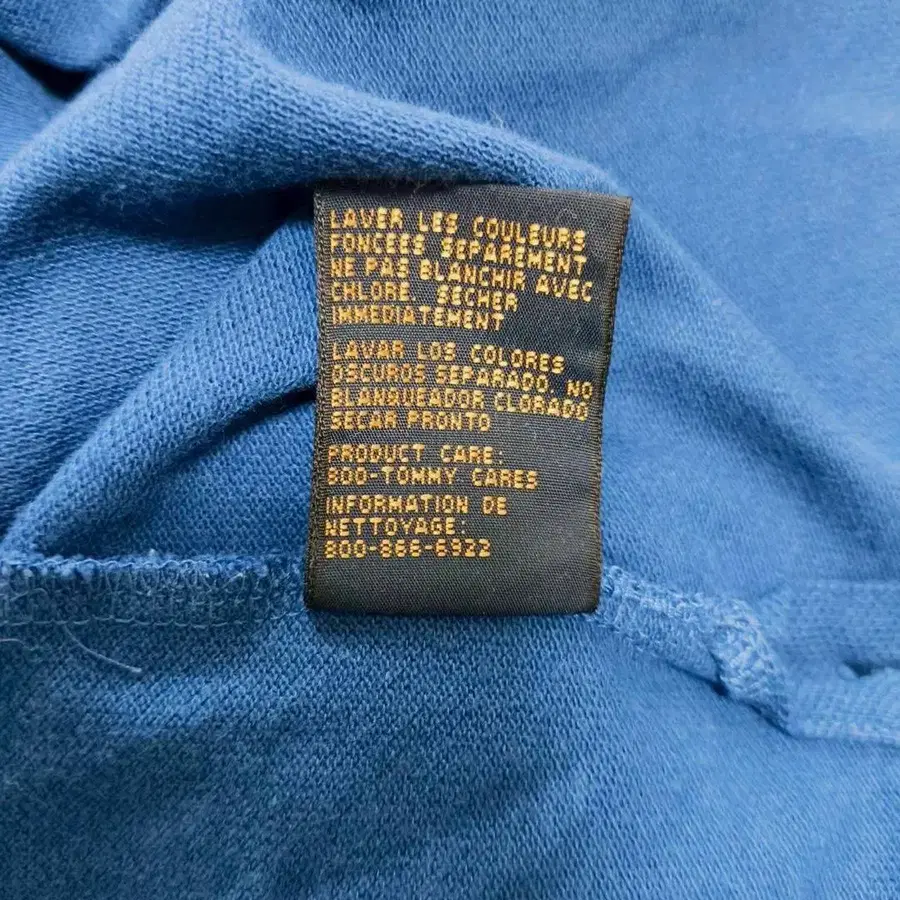 LAVER LES COULEURS
FONCEES SEPAREMENT
NE PAS BLANCHIR AVEC
CHLORE. SECHER
IMMEDIATEMENT
LAVAR LOS COLORES
OSCUROS SEPARADO. NO
BLANQUEADOR CLORADO
SECAR PRONTO
PRODUCT CARE:
800-TOMMY CARES
INFORMATION DE
NETTOYAGE:
800-866-6922